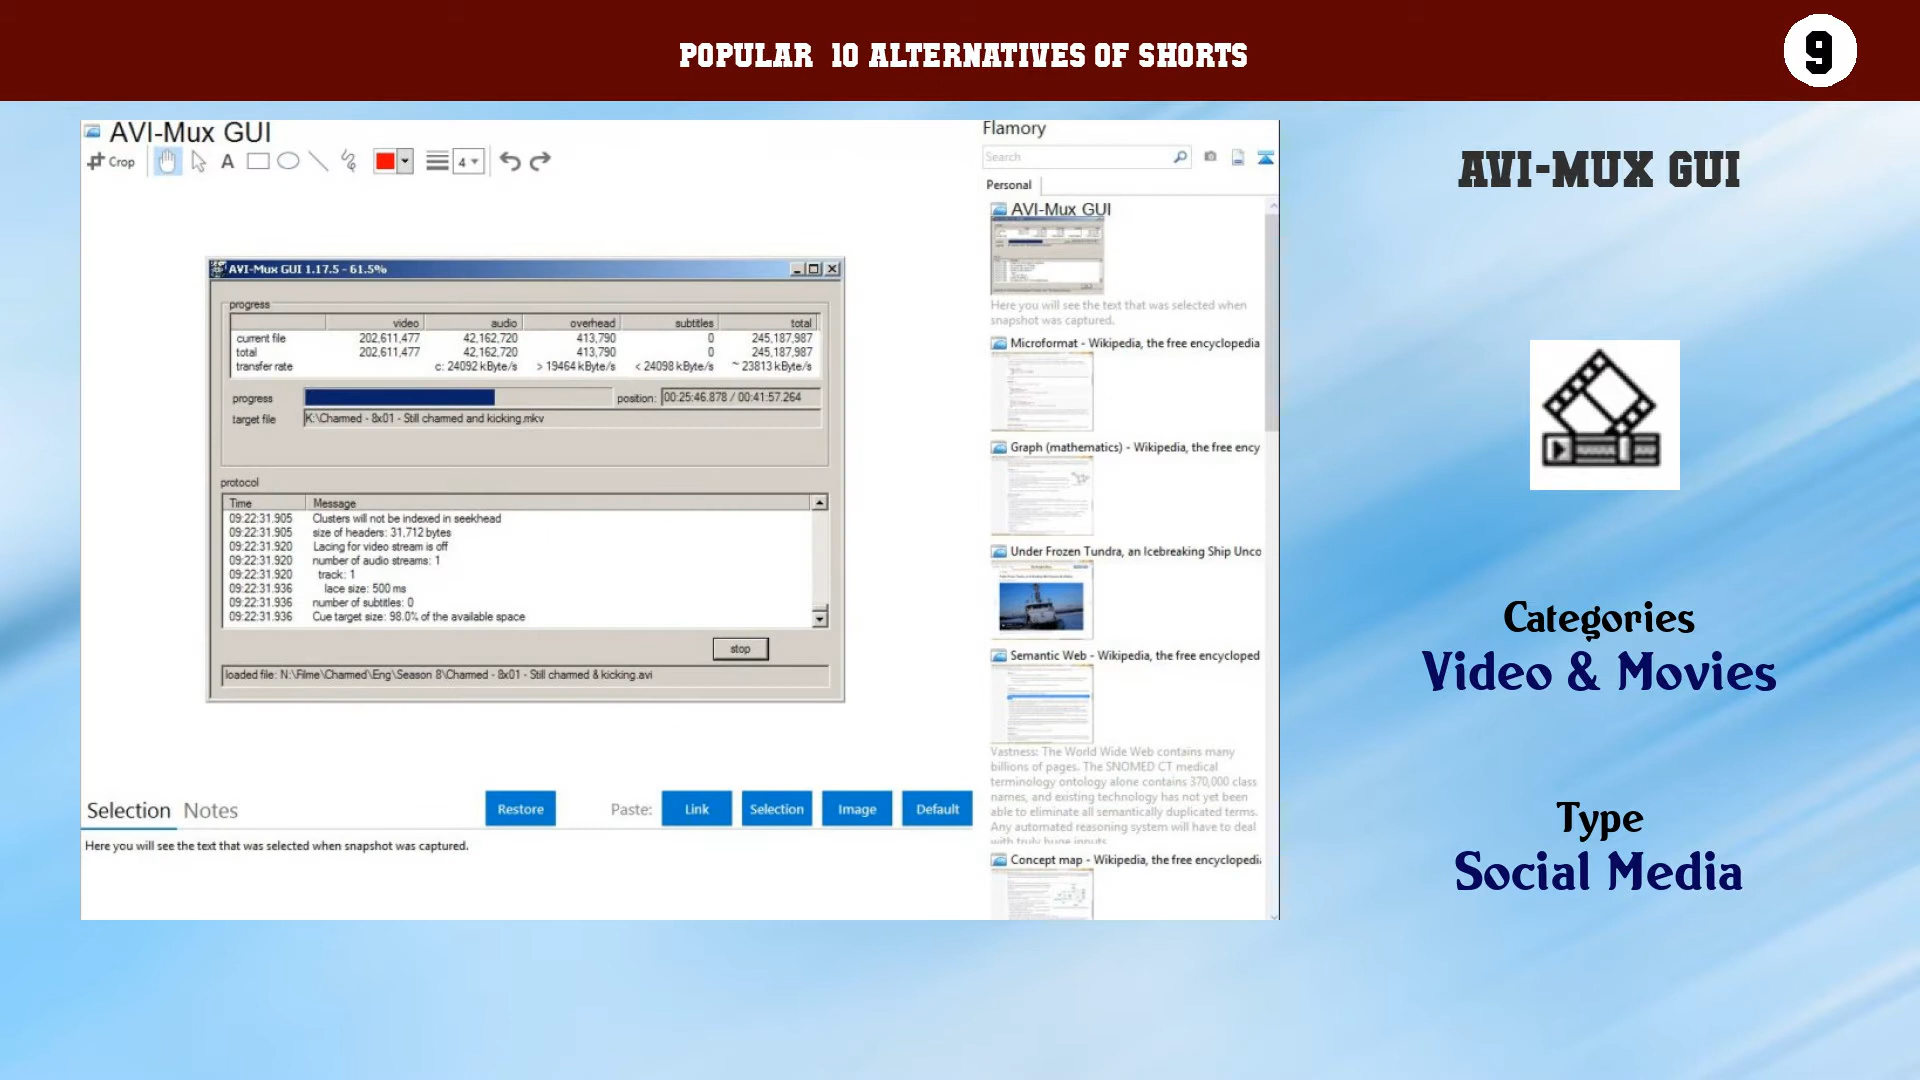 POPULAR 10 ALTERNATIVES OF SHORTS
9
AVI-Mux GUI
Crop
A
4
Flamory
Search
Personal
AVI-Mux GUI
Here you will see the text that was selected when
snapshot was captured.
Microformat - Wikipedia, the free encyclopedia
Graph (mathematics) - Wikipedia, the free ency
Under Frozen Tundra, an Icebreaking Ship Unco
Semantic Web - Wikipedia, the free encycloped
Vastness: The World Wide Web contains many
billions of pages. The SNOMED CT medical
terminology ontology alone contains 370,000 class
names, and existing technology has not yet been
able to eliminate all semantically duplicated terms.
Any automated reasoning system will have to deal
with truly huge inputs
Concept map - Wikipedia, the free encyclopedi
AVI-Mux GUI 1.17.5 - 61.5%
progress
video audio overhead subtitles total
current file 202,611,477 42,162,720 413,790 0 245,187,987
total 202,611,477 42,162,720 413,790 0 245,187,987
transfer rate c: 24092 kByte/s > 19464 kByte/s < 24098 kByte/s ~ 23813 kByte/s
progress position: 00:25:46.878 / 00:41:57.264
target file K:\Charmed - 8x01 - Still charmed and kicking.mkv
protocol
Time Message
09:22:31.905 Clusters will not be indexed in seekhead
09:22:31.905 size of headers: 31,712 bytes
09:22:31.920 Lacing for video stream is off
09:22:31.920 number of audio streams: 1
09:22:31.920 track: 1
09:22:31.936 lace size: 500 ms
09:22:31.936 number of subtitles: 0
09:22:31.936 Cue target size: 98.0% of the available space
stop
loaded file: N:\Filme\Charmed\Eng\Season 8\Charmed - 8x01 - Still charmed & kicking.avi
Selection Notes Restore Paste: Link Selection Image Default
Here you will see the text that was selected when snapshot was captured.
AVI-MUX GUI
Categories
Video & Movies
Type
Social Media